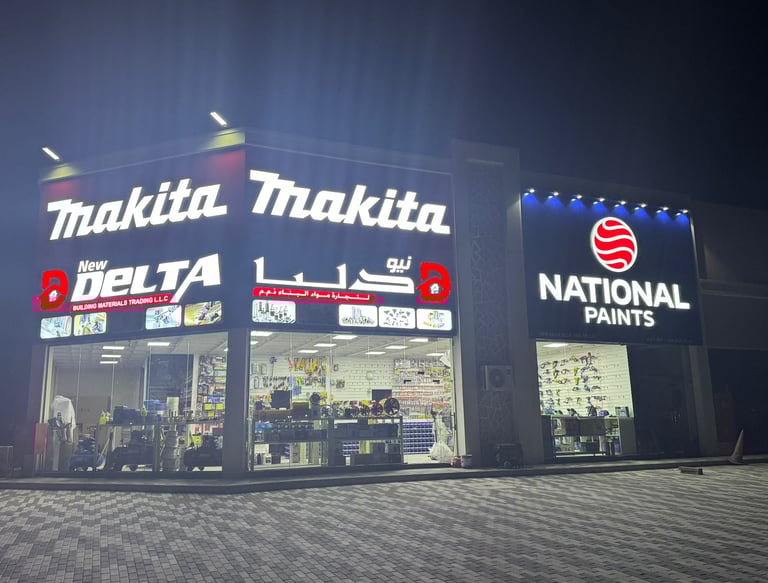 makita
New
DELTA
BUILDING MATERIALS TRADING L.L.C
makita
نيو
دلتا
لتجارة مواد البناء ذ.م.م
NATIONAL
PAINTS